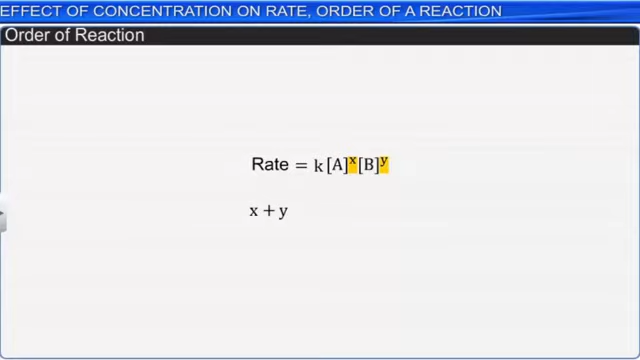 EFFECT OF CONCENTRATION ON RATE, ORDER OF A REACTION
Order of Reaction
Rate = k [A]ˣ[B]ʸ
x + y